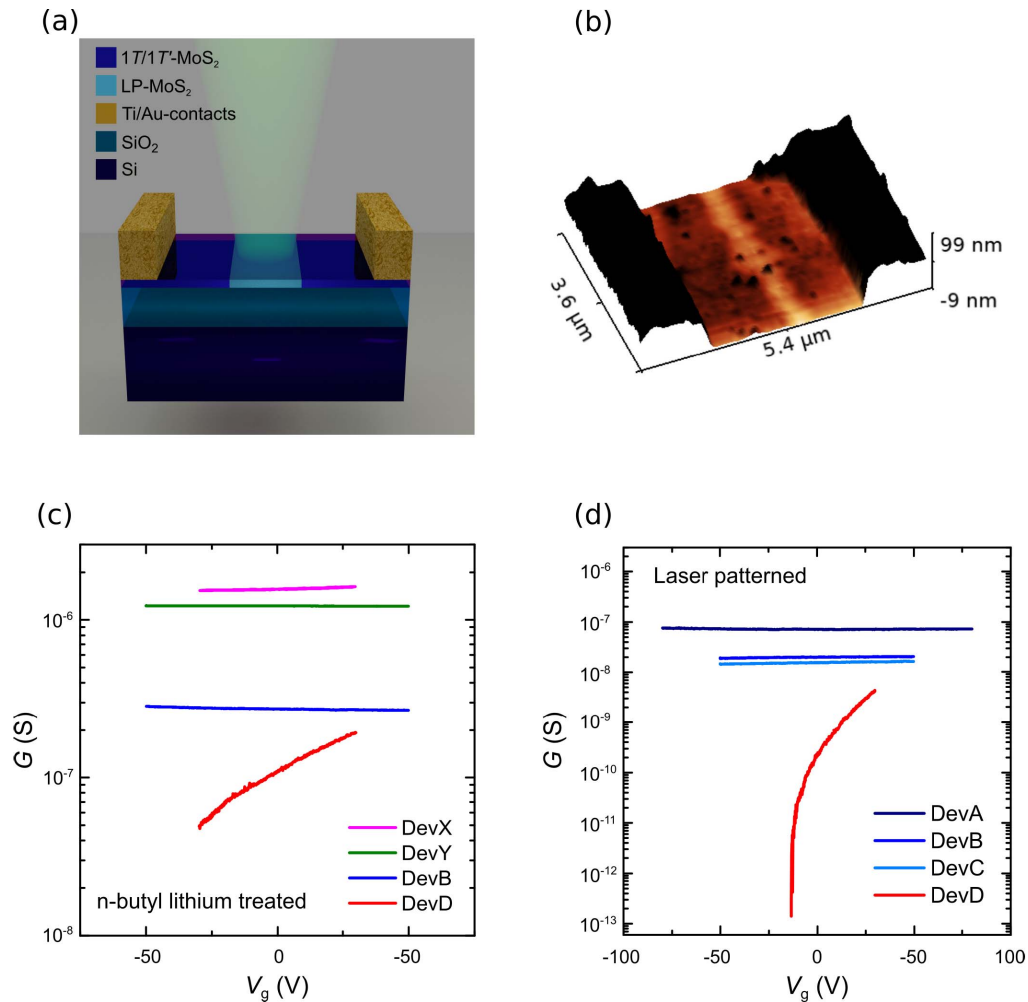 (a)
1T/1T'-MoS₂
LP-MoS₂
Ti/Au-contacts
SiO₂
Si
(b)
99 nm
-9 nm
3.6 µm
5.4 µm
(c)
10⁻⁶
10⁻⁷
10⁻⁸
G (S)
DevX
DevY
DevB
DevD
n-butyl lithium treated
-50 0 -50
Vg (V)
(d)
Laser patterned
10⁻⁶
10⁻⁷
10⁻⁸
10⁻⁹
10⁻¹⁰
10⁻¹¹
10⁻¹²
10⁻¹³
G (S)
DevA
DevB
DevC
DevD
-100 -50 0 -50 100
Vg (V)